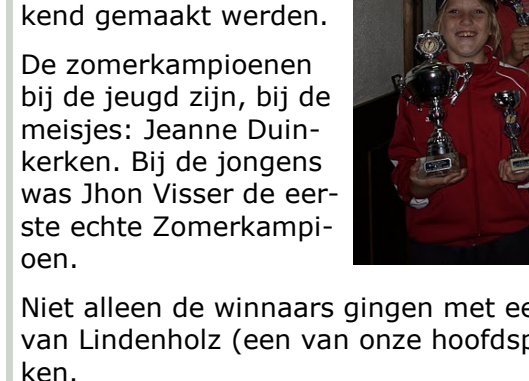 kend gemaakt werden.
De zomerkampioenen
bij de jeugd zijn, bij de
meisjes: Jeanne Duin-
kerken. Bij de jongens
was Jhon Visser de eer-
ste echte Zomerkampi-
oen.
Niet alleen de winnaars gingen met ee
van Lindenholz (een van onze hoofdsp
ken.